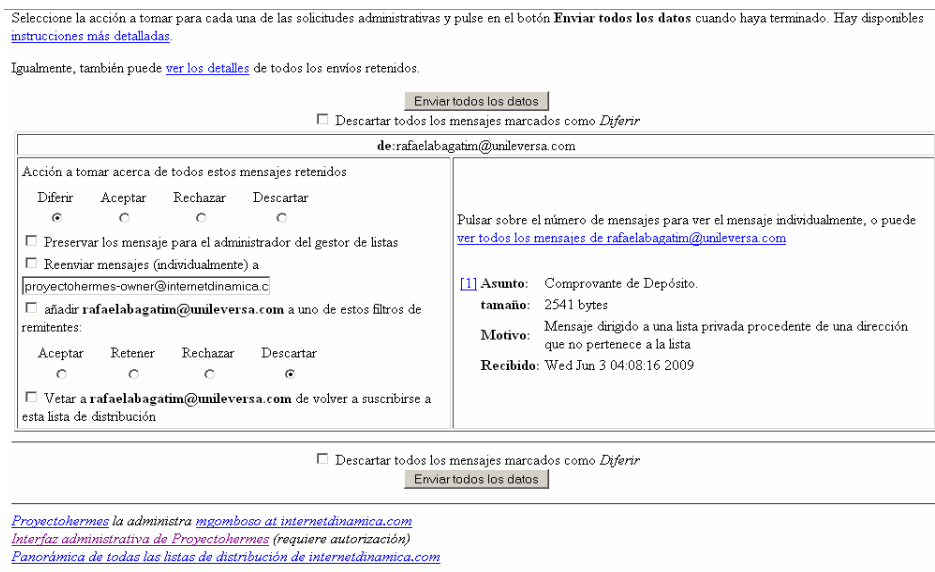 Seleccione la acción a tomar para cada una de las solicitudes administrativas y pulse en el botón Enviar todos los datos cuando haya terminado. Hay disponibles
instrucciones más detalladas.
Igualmente, también puede ver los detalles de todos los envíos retenidos.
Enviar todos los datos
Descartar todos los mensajes marcados como Diferir
de:rafaelabagatim@unileversa.com
Acción a tomar acerca de todos estos mensajes retenidos
Diferir Aceptar Rechazar Descartar
Preservar los mensaje para el administrador del gestor de listas
Reenviar mensajes (individualmente) a
proyectohermes-owner@internetdinamica.c
añadir rafaelabagatim@unileversa.com a uno de estos filtros de
remitentes:
Aceptar Retener Rechazar Descartar
Vetar a rafaelabagatim@unileversa.com de volver a suscribirse a
esta lista de distribución
Pulsar sobre el número de mensajes para ver el mensaje individualmente, o puede
ver todos los mensajes de rafaelabagatim@unileversa.com
[1] Asunto: Comprovante de Depósito.
tamaño: 2541 bytes
Motivo: Mensaje dirigido a una lista privada procedente de una dirección
que no pertenece a la lista
Recibido: Wed Jun 3 04:08:16 2009
Descartar todos los mensajes marcados como Diferir
Enviar todos los datos
Proyectohermes la administra mgomboso at internetdinamica.com
Interfaz administrativa de Proyectohermes (requiere autorización)
Panorámica de todas las listas de distribución de internetdinamica.com